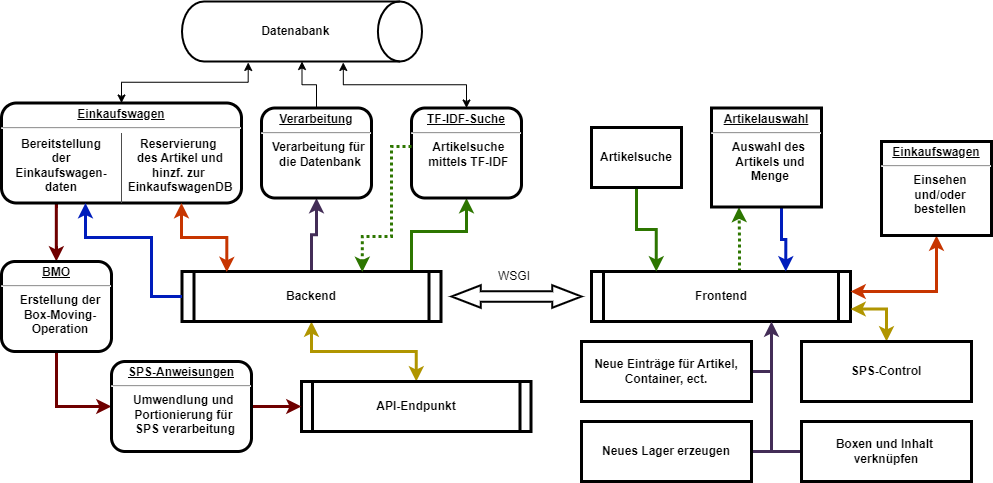 Datenabank
Einkaufswagen
Bereitstellung
der
Einkaufswagen-
daten
Reservierung
des Artikel und
hinzf. zur
EinkaufswagenDB
Verarbeitung
Verarbeitung für
die Datenbank
TF-IDF-Suche
Artikelsuche
mittels TF-IDF
Artikelsuche
Artikelauswahl
Auswahl des
Artikels und
Menge
Einkaufswagen
Einsehen
und/oder
bestellen
BMO
Erstellung der
Box-Moving-
Operation
Backend
WSGI
Frontend
SPS-Anweisungen
Umwendlung und
Portionierung für
SPS verarbeitung
API-Endpunkt
Neue Einträge für Artikel,
Container, ect.
SPS-Control
Neues Lager erzeugen
Boxen und Inhalt
verknüpfen